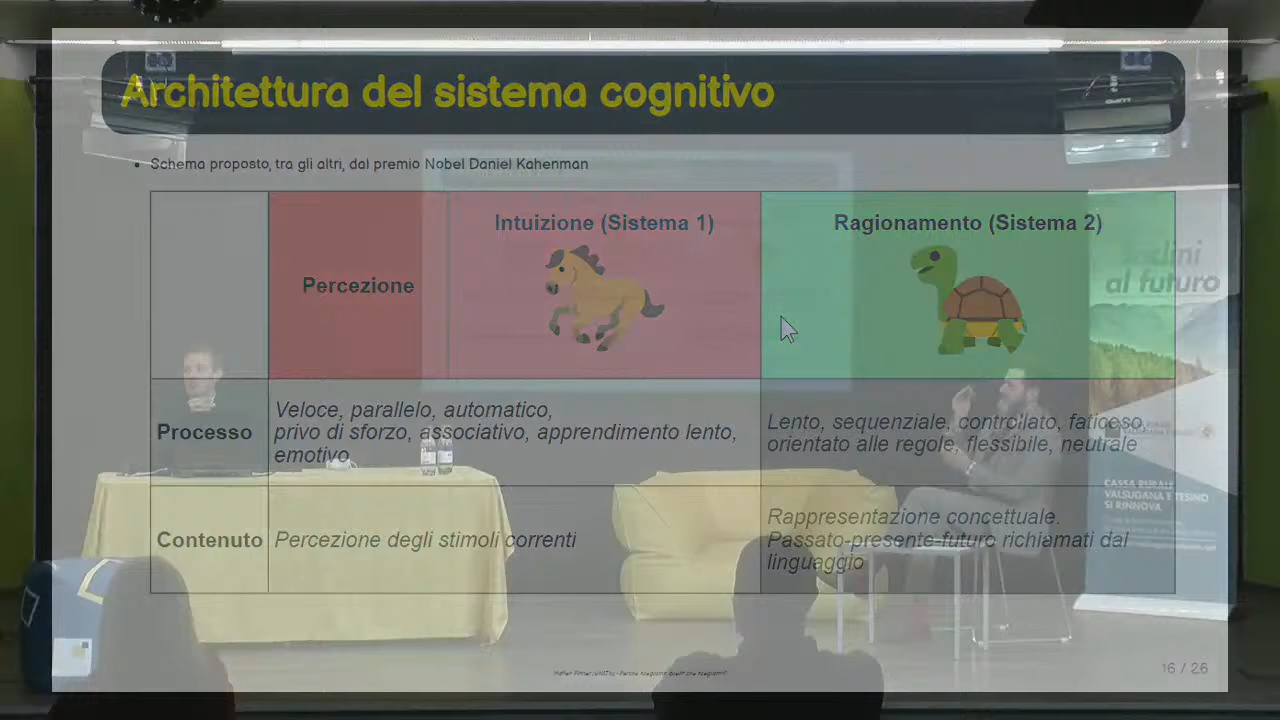 Architettura del sistema cognitivo
• Schema proposto, tra gli altri, dal premio Nobel Daniel Kahenman
Percezione
Intuizione (Sistema 1)
Ragionamento (Sistema 2)
Processo
Veloce, parallelo, automatico,
privo di sforzo, associativo, apprendimento lento,
emotivo
Lento, sequenziale, controllato, faticoso,
orientato alle regole, flessibile, neutrale
Contenuto
Percezione degli stimoli correnti
Rappresentazione concettuale.
Passato-presente-futuro richiamati dal
linguaggio
al futuro
CASSA RURALE
VALSUGANA E TESINO
SI RINNOVA
16 / 26